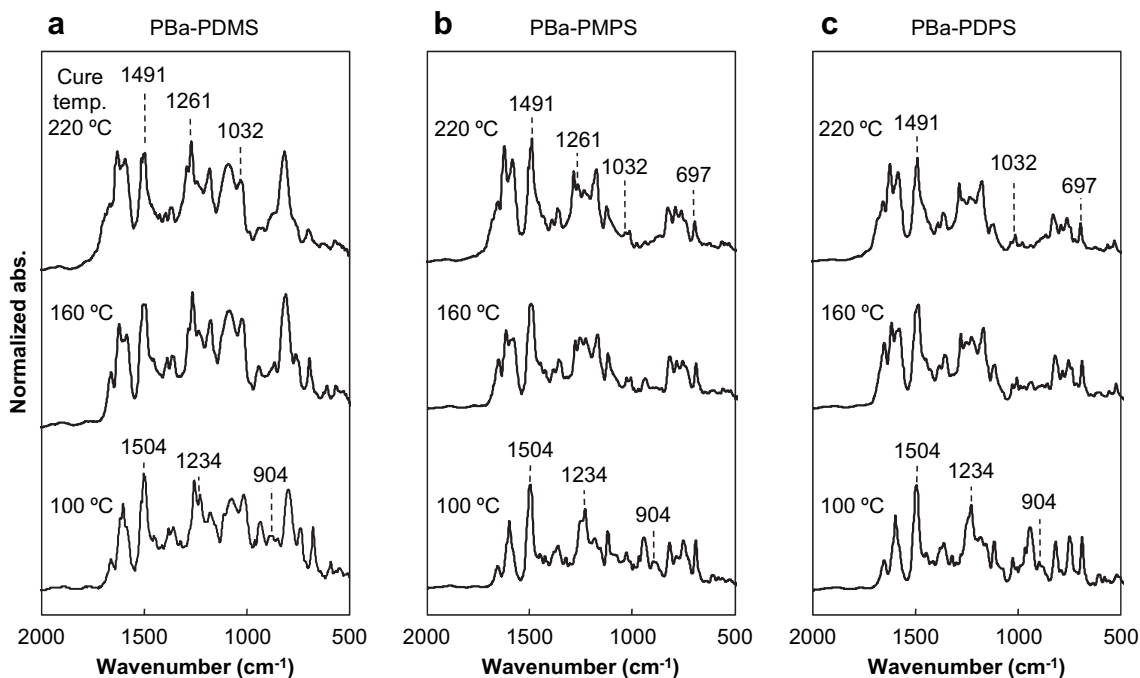 a PBa-PDMS
Cure
temp.
220 ºC
1491
1261
1032
160 ºC
100 ºC
1504
1234
904
2000 1500 1000 500
Wavenumber (cm-1)
Normalized abs.
b PBa-PMPS
220 ºC
1491
1261
1032
697
160 ºC
100 ºC
1504
1234
904
2000 1500 1000 500
Wavenumber (cm-1)
c PBa-PDPS
220 ºC
1491
1032
697
160 ºC
100 ºC
1504
1234
904
2000 1500 1000 500
Wavenumber (cm-1)